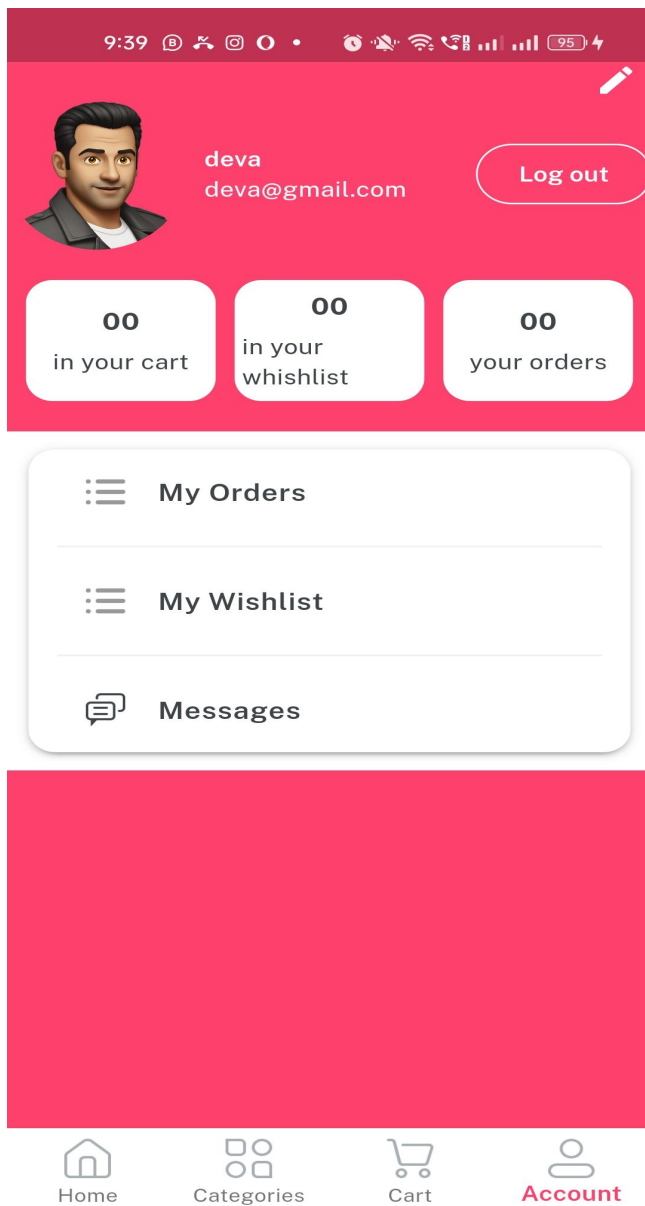 9:39
95
deva
deva@gmail.com
Log out
00
in your cart
00
in your
whishlist
00
your orders
My Orders
My Wishlist
Messages
Home
Categories
Cart
Account